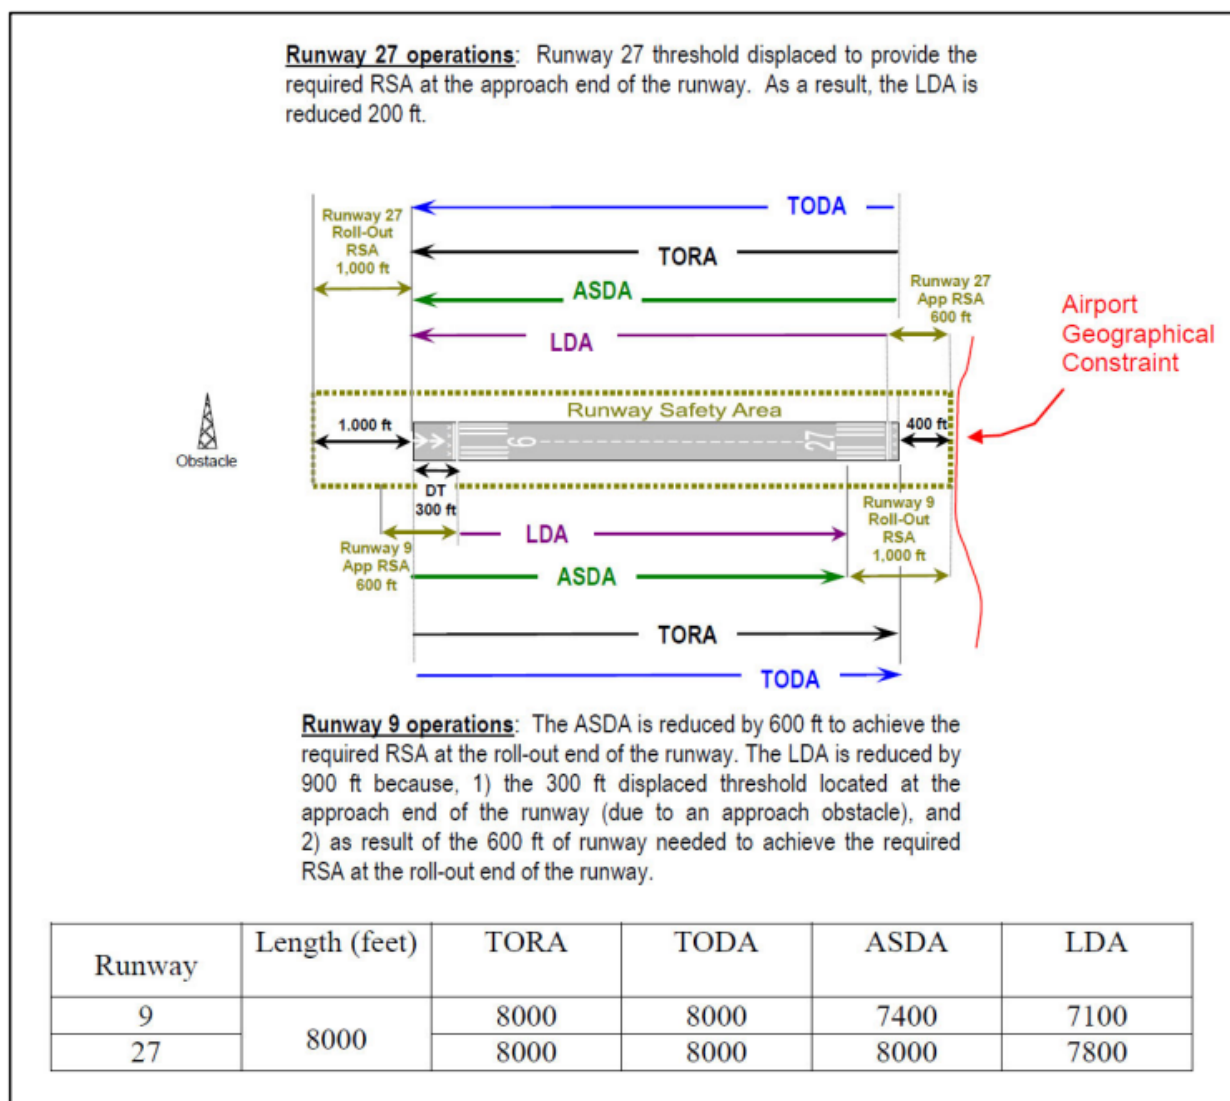 Runway 27 operations: Runway 27 threshold displaced to provide the
required RSA at the approach end of the runway. As a result, the LDA is
reduced 200 ft.
TODA
Runway 27
Roll-Out
RSA
1,000 ft
TORA
ASDA
Runway 27
App RSA
600 ft
LDA
Airport
Geographical
Constraint
Runway Safety Area
1.000 ft
9
27
400 ft
Obstacle
DT
300 ft
LDA
Runway 9
Roll-Out
RSA
1,000 ft
Runway 9
App RSA
600 ft
ASDA
TORA
TODA
Runway 9 operations: The ASDA is reduced by 600 ft to achieve the
required RSA at the roll-out end of the runway. The LDA is reduced by
900 ft because, 1) the 300 ft displaced threshold located at the
approach end of the runway (due to an approach obstacle), and
2) as result of the 600 ft of runway needed to achieve the required
RSA at the roll-out end of the runway.
Runway Length (feet) TORA TODA ASDA LDA
9 8000 8000 8000 7400 7100
27 8000 8000 8000 7800